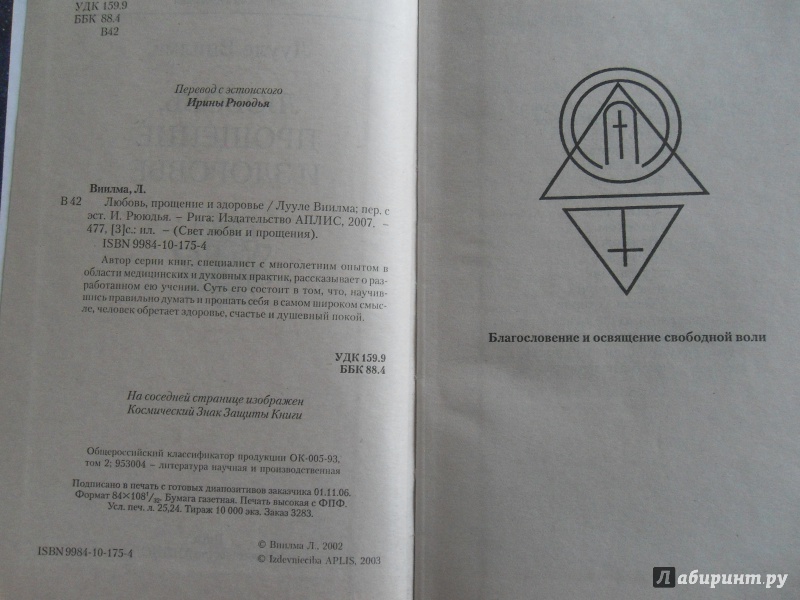 УДК 159.9
ББК 88.4
В42
Перевод с эстонского
Ирины Рюютдья
Виилма, Л.
В 42 Любовь, прощение и здоровье / Лууле Виилма; пер. с
эст. И. Рююдья. – Рига: Издательство АПЛИС, 2007. –
477, [3]с.: ил. – (Свет любви и прощения).
ISBN 9984-10-175-4
Автор серии книг, специалист с многолетним опытом в
области медицинских и духовных практик, рассказывает о раз-
работанном ею учении. Суть его состоит в том, что, научив-
шись правильно думать и прощать себя в самом широком смыс-
ле, человек обретает здоровье, счастье и душевный покой.
УДК 159.9
ББК 88.4
На соседней странице изображен
Космический Знак Защиты Книги
Общероссийский классификатор продукции ОК-005-93,
том 2; 953004 – литература научная и производственная
Подписано в печать с готовых диапозитивов заказчика 01.11.06.
Формат 84×108 1/32. Бумага газетная. Печать высокая с ФПФ.
Усл. печ. л. 25,24. Тираж 10 000 экз. Заказ 3283.
ISBN 9984-10-175-4
© Виилма Л., 2002
© Izdevnieciba APLIS, 2003
Благословение и освящение свободной воли
Лабиринт.ру